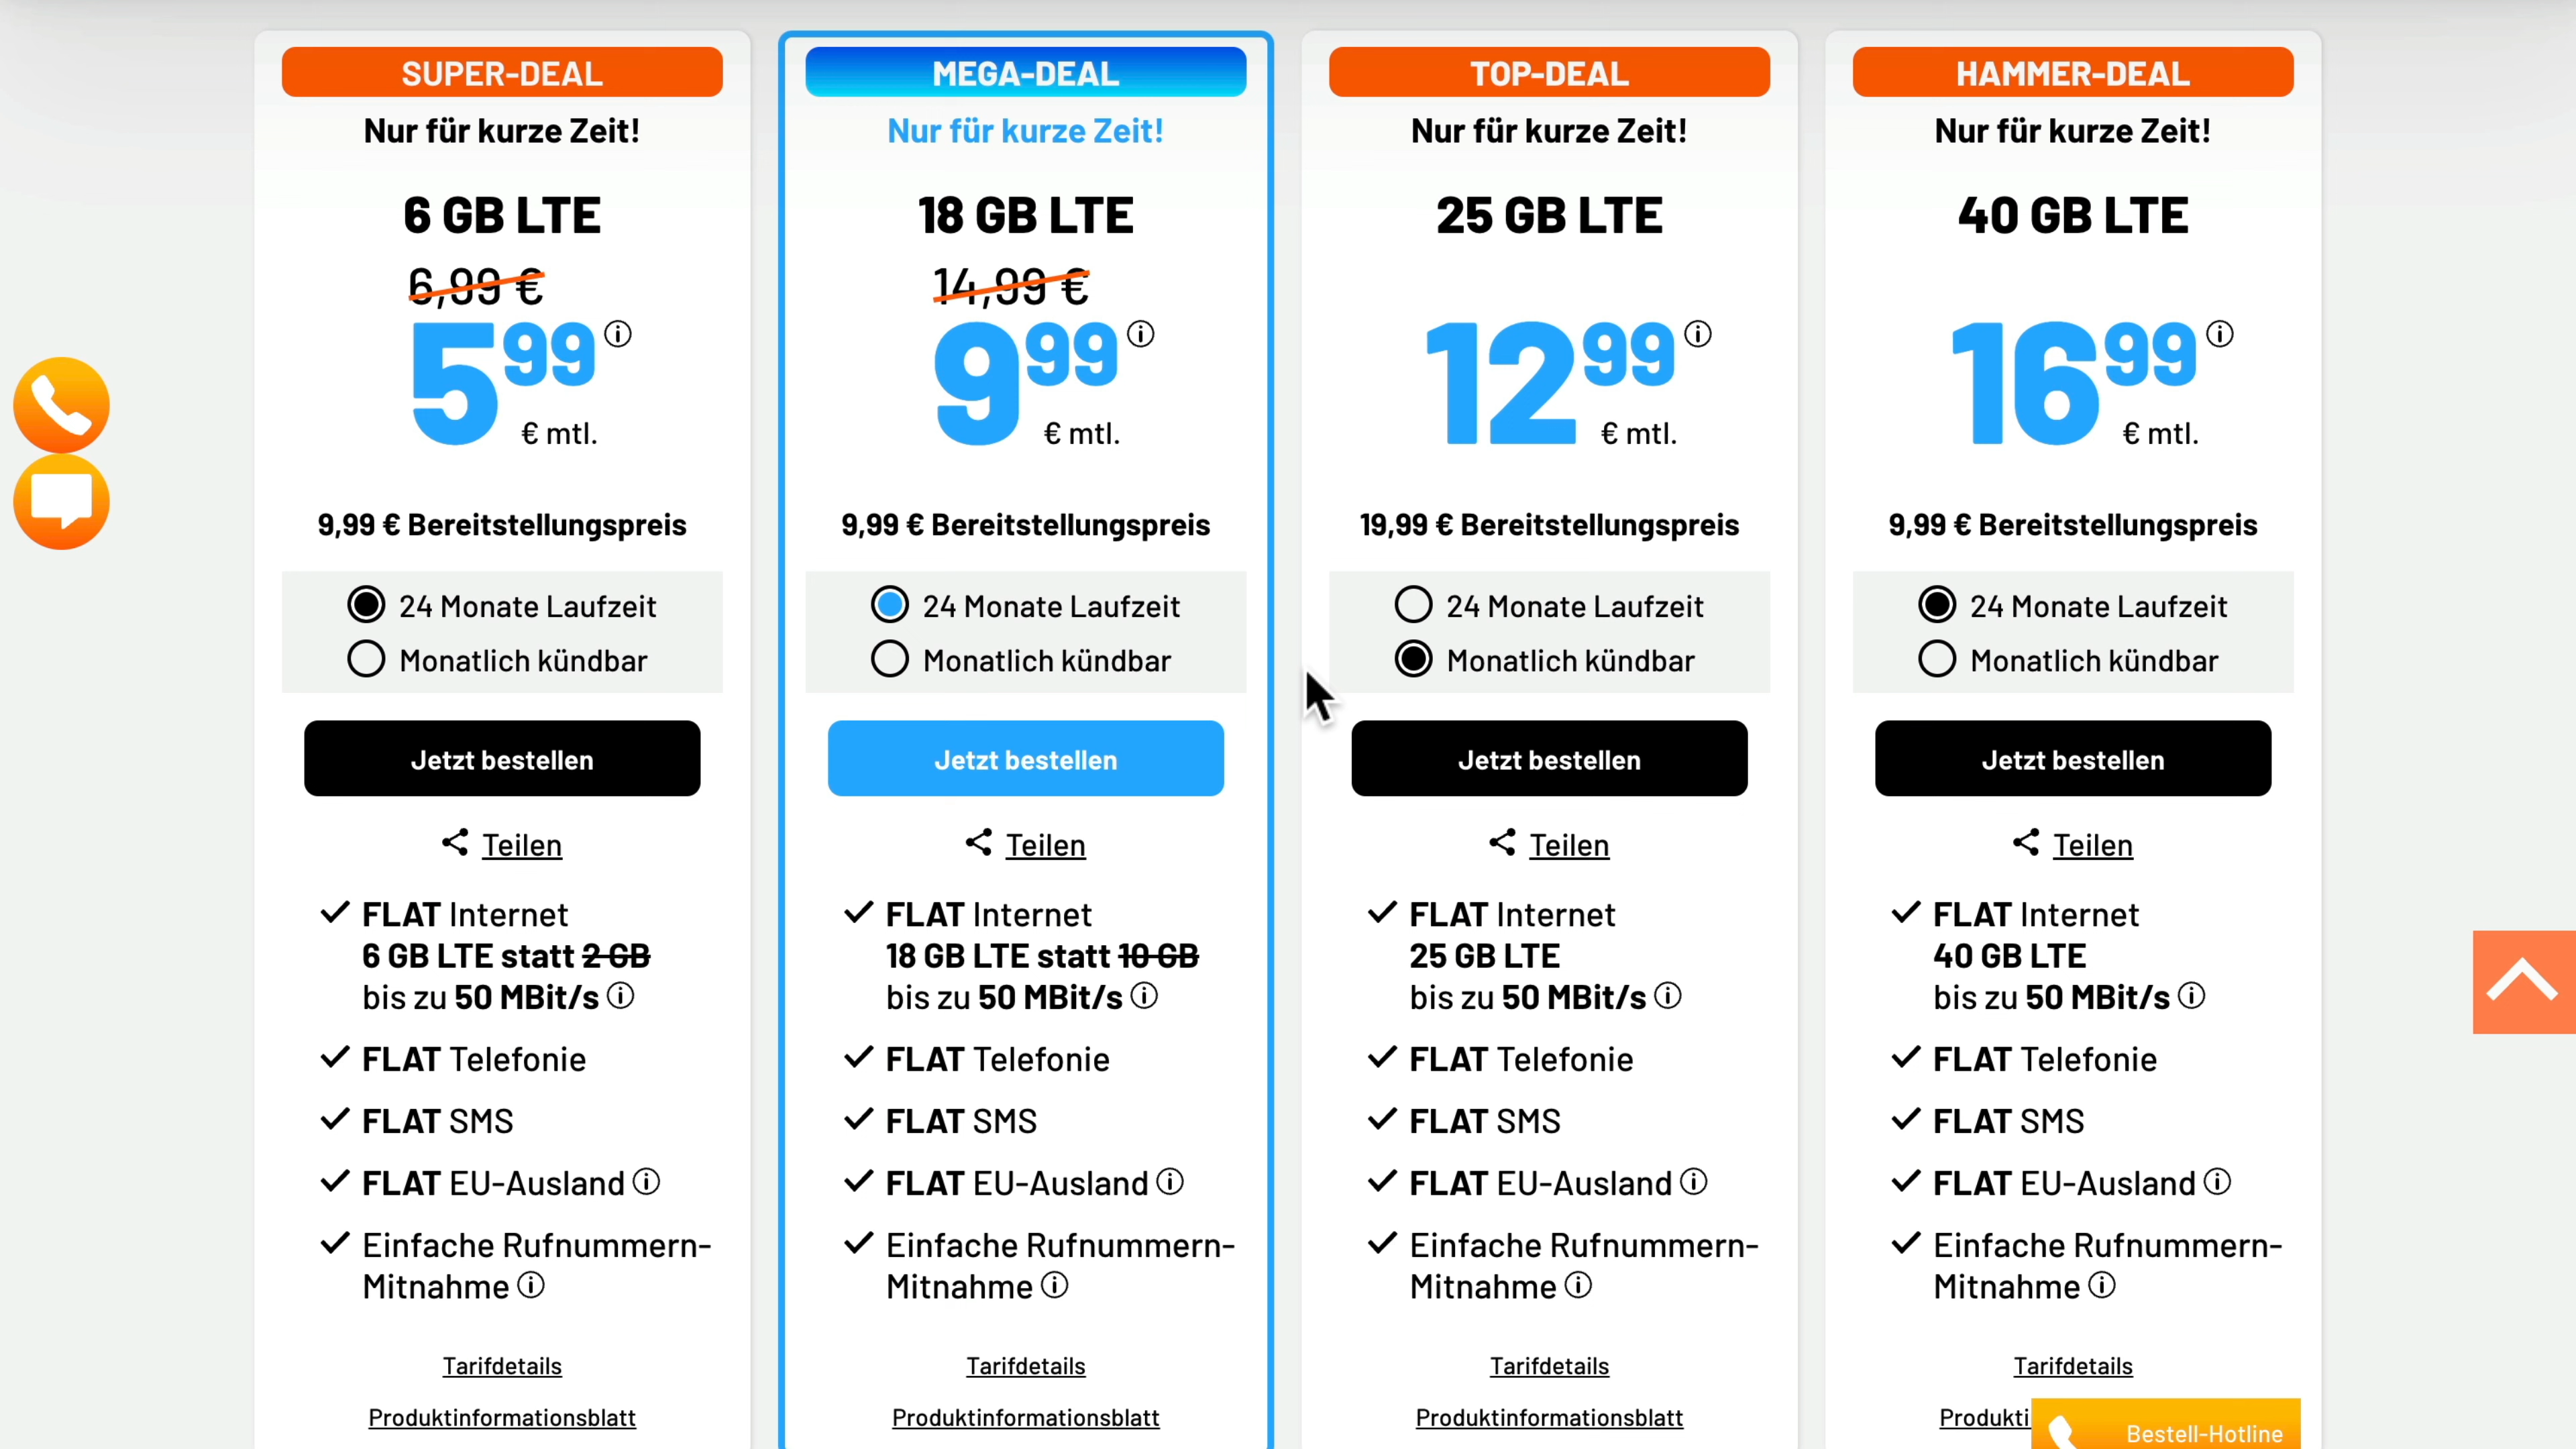 SUPER-DEAL
Nur für kurze Zeit!
6 GB LTE
6,99 €
5 99
€ mtl.
9,99 € Bereitstellungspreis
24 Monate Laufzeit
Monatlich kündbar
Jetzt bestellen
Teilen
FLAT Internet
6 GB LTE statt 2 GB
bis zu 50 MBit/s
FLAT Telefonie
FLAT SMS
FLAT EU-Ausland
Einfache Rufnummern-
Mitnahme
Tarifdetails
Produktinformationsblatt
MEGA-DEAL
Nur für kurze Zeit!
18 GB LTE
14,99 €
9 99
€ mtl.
9,99 € Bereitstellungspreis
24 Monate Laufzeit
Monatlich kündbar
Jetzt bestellen
Teilen
FLAT Internet
18 GB LTE statt 10 GB
bis zu 50 MBit/s
FLAT Telefonie
FLAT SMS
FLAT EU-Ausland
Einfache Rufnummern-
Mitnahme
Tarifdetails
Produktinformationsblatt
TOP-DEAL
Nur für kurze Zeit!
25 GB LTE
12 99
€ mtl.
19,99 € Bereitstellungspreis
24 Monate Laufzeit
Monatlich kündbar
Jetzt bestellen
Teilen
FLAT Internet
25 GB LTE
bis zu 50 MBit/s
FLAT Telefonie
FLAT SMS
FLAT EU-Ausland
Einfache Rufnummern-
Mitnahme
Tarifdetails
Produktinformationsblatt
HAMMER-DEAL
Nur für kurze Zeit!
40 GB LTE
16 99
€ mtl.
9,99 € Bereitstellungspreis
24 Monate Laufzeit
Monatlich kündbar
Jetzt bestellen
Teilen
FLAT Internet
40 GB LTE
bis zu 50 MBit/s
FLAT Telefonie
FLAT SMS
FLAT EU-Ausland
Einfache Rufnummern-
Mitnahme
Tarifdetails
Produkti
Bestell-Hotline